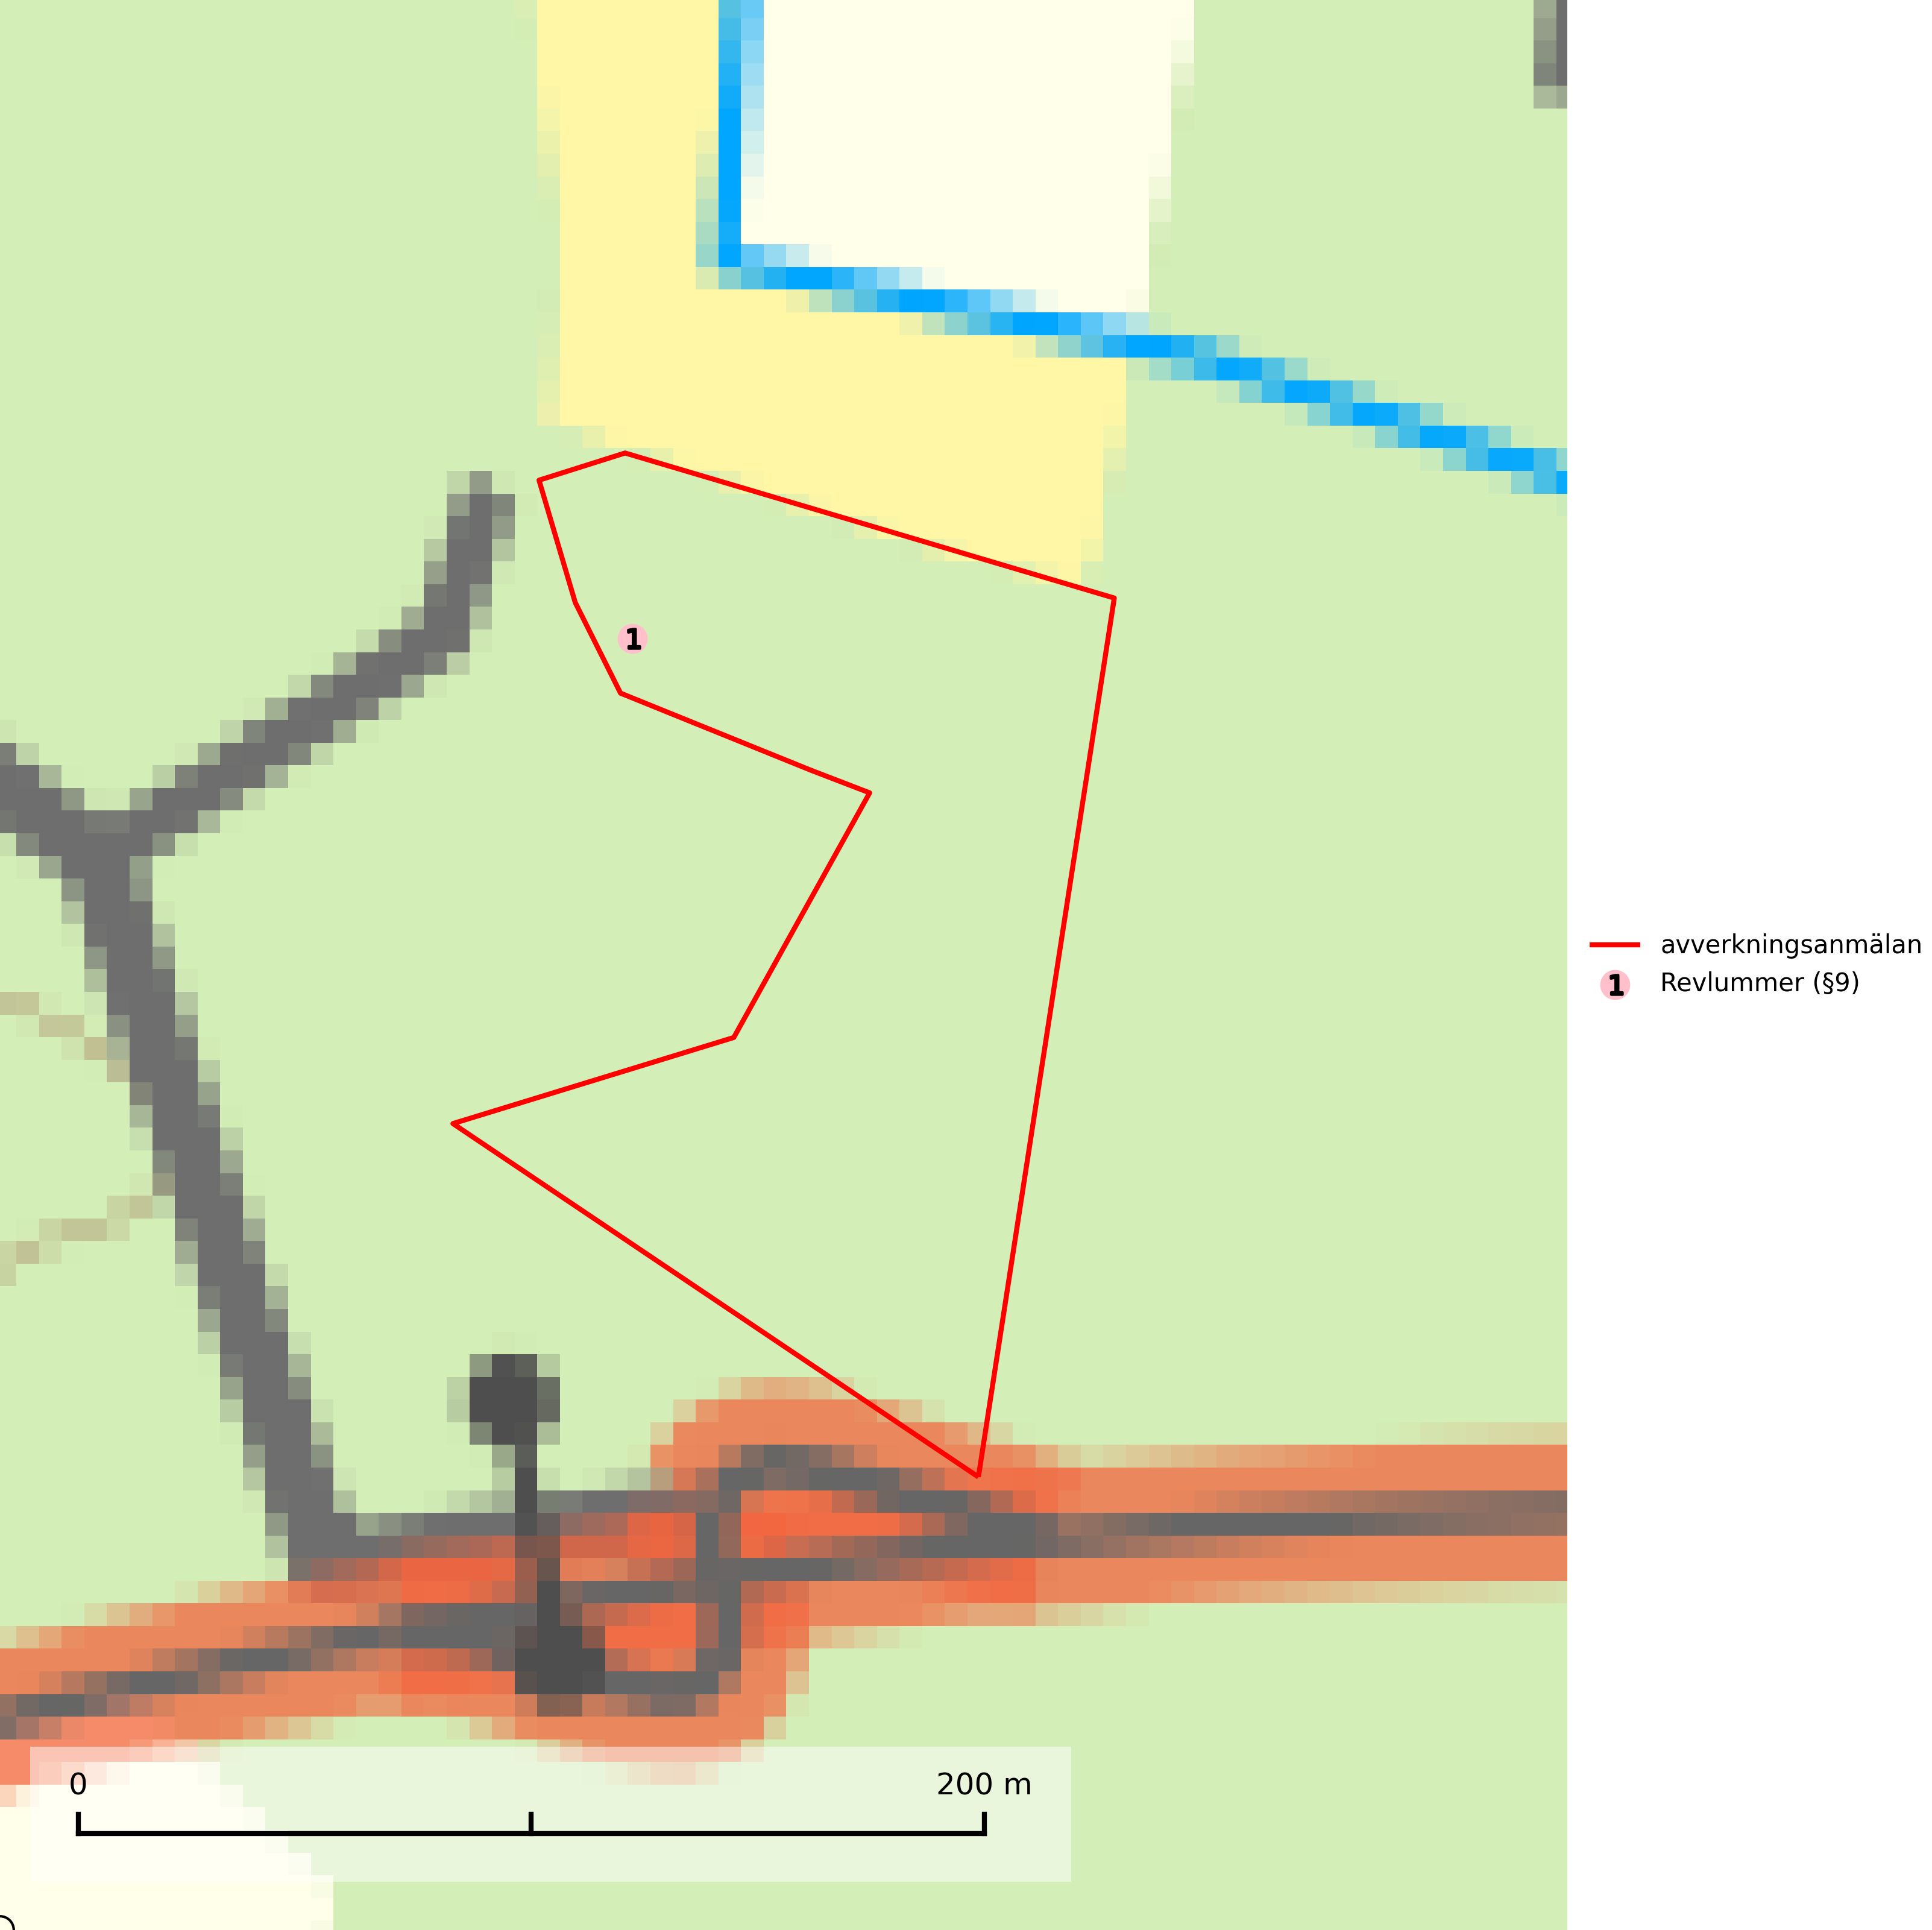 1
avverkningsanmälan
1 Revlummer (§9)
0 200 m